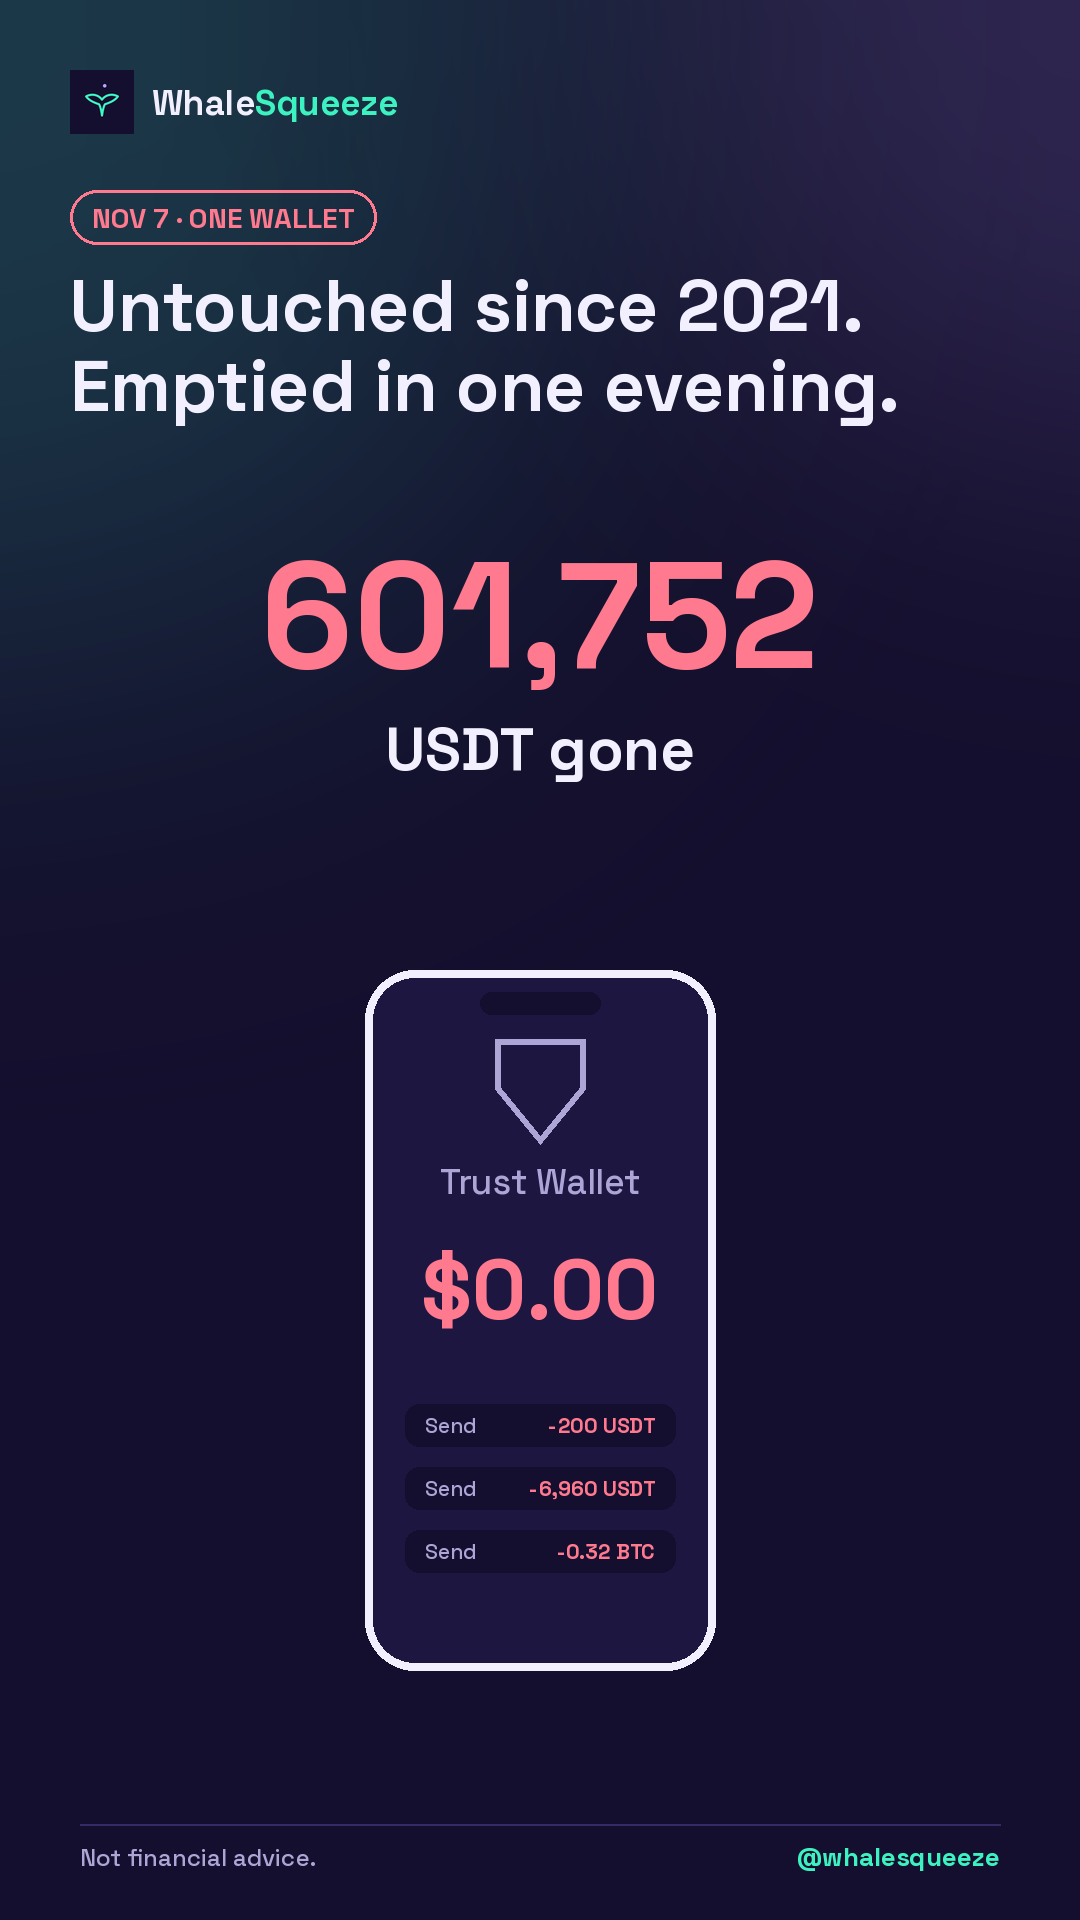 WhaleSqueeze
NOV 7 · ONE WALLET
Untouched since 2021.
Emptied in one evening.
601,752
USDT gone
Trust Wallet
$0.00
Send -200 USDT
Send -6,960 USDT
Send -0.32 BTC
Not financial advice. @whalesqueeze